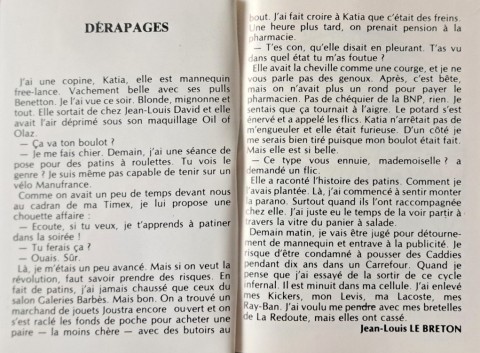 DÉRAPAGES
J'ai une copine, Katia, elle est mannequin
free-lance. Vachement belle avec ses pulls
Benetton. Je l'ai vue ce soir. Blonde, mignonne et
tout. Elle sortait de chez Jean-Louis David et elle
avait l'air déprimé sous son maquillage Oil of
Olaz.
— Ça va ton boulot ?
— Je me fais chier. Demain, j'ai une séance de
pose pour des patins à roulettes. Tu vois le
genre ? Je suis même pas capable de tenir sur un
vélo Manufrance.
Comme on avait un peu de temps devant nous
au cadran de ma Timex, je lui propose une
chouette affaire :
— Ecoute, si tu veux, je t'apprends à patiner
dans la soirée !
— Tu ferais ça ?
— Ouais. Sûr.
Là, je m'étais un peu avancé. Mais si on veut la
révolution, faut savoir prendre des risques. En
fait de patins, j'ai jamais chaussé que ceux du
salon Galeries Barbès. Mais bon. On a trouvé un
marchand de jouets Joustra encore ouvert et on
s'est raclé les fonds de poche pour acheter une
paire — la moins chère — avec des butoirs au
bout. J'ai fait croire à Katia que c'était des freins.
Une heure plus tard, on prenait pension à la
pharmacie.
— T'es con, qu'elle disait en pleurant. T'as vu
dans quel état tu m'as foutue ?
Elle avait la cheville comme une courge, et je ne
vous parle pas des genoux. Après, c'est bête,
mais on n'avait plus un rond pour payer le
pharmacien. Pas de chéquier de la BNP, rien. Je
sentais que ça tournait à l'aigre. Le potard s'est
énervé et a appelé les flics. Katia n'arrêtait pas de
m'engueuler et elle était furieuse. D'un côté je
me serais bien tiré puisque mon boulot était fait.
Mais elle est si belle.
— Ce type vous ennuie, mademoiselle ? a
demandé un flic.
Elle a raconté l'histoire des patins. Comment je
l'avais plantée. Là, j'ai commencé à sentir monter
la parano. Surtout quand ils l'ont raccompagnée
chez elle. J'ai juste eu le temps de la voir partir à
travers la vitre du panier à salade.
Demain matin, je vais être jugé pour détourne-
ment de mannequin et entrave à la publicité. Je
risque d'être condamné à pousser des Caddies
pendant dix ans dans un Carrefour. Quand je
pense que j'ai essayé de la sortir de ce cycle
infernal. Il est minuit dans ma cellule. J'ai enlevé
mes Kickers, mon Levis, ma Lacoste, mes
Ray-Ban. J'ai voulu me pendre avec mes bretelles
de La Redoute, mais elles ont cassé.
Jean-Louis LE BRETON